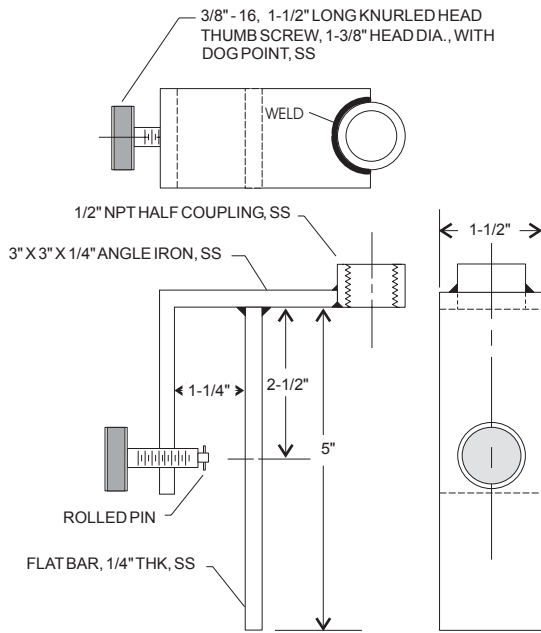 3/8" - 16, 1-1/2" LONG KNURLED HEAD
THUMB SCREW, 1-3/8" HEAD DIA., WITH
DOG POINT, SS
WELD
1/2" NPT HALF COUPLING, SS
3" X 3" X 1/4" ANGLE IRON, SS
1-1/2"
1-1/4"
2-1/2"
5"
ROLLED PIN
FLAT BAR, 1/4" THK, SS